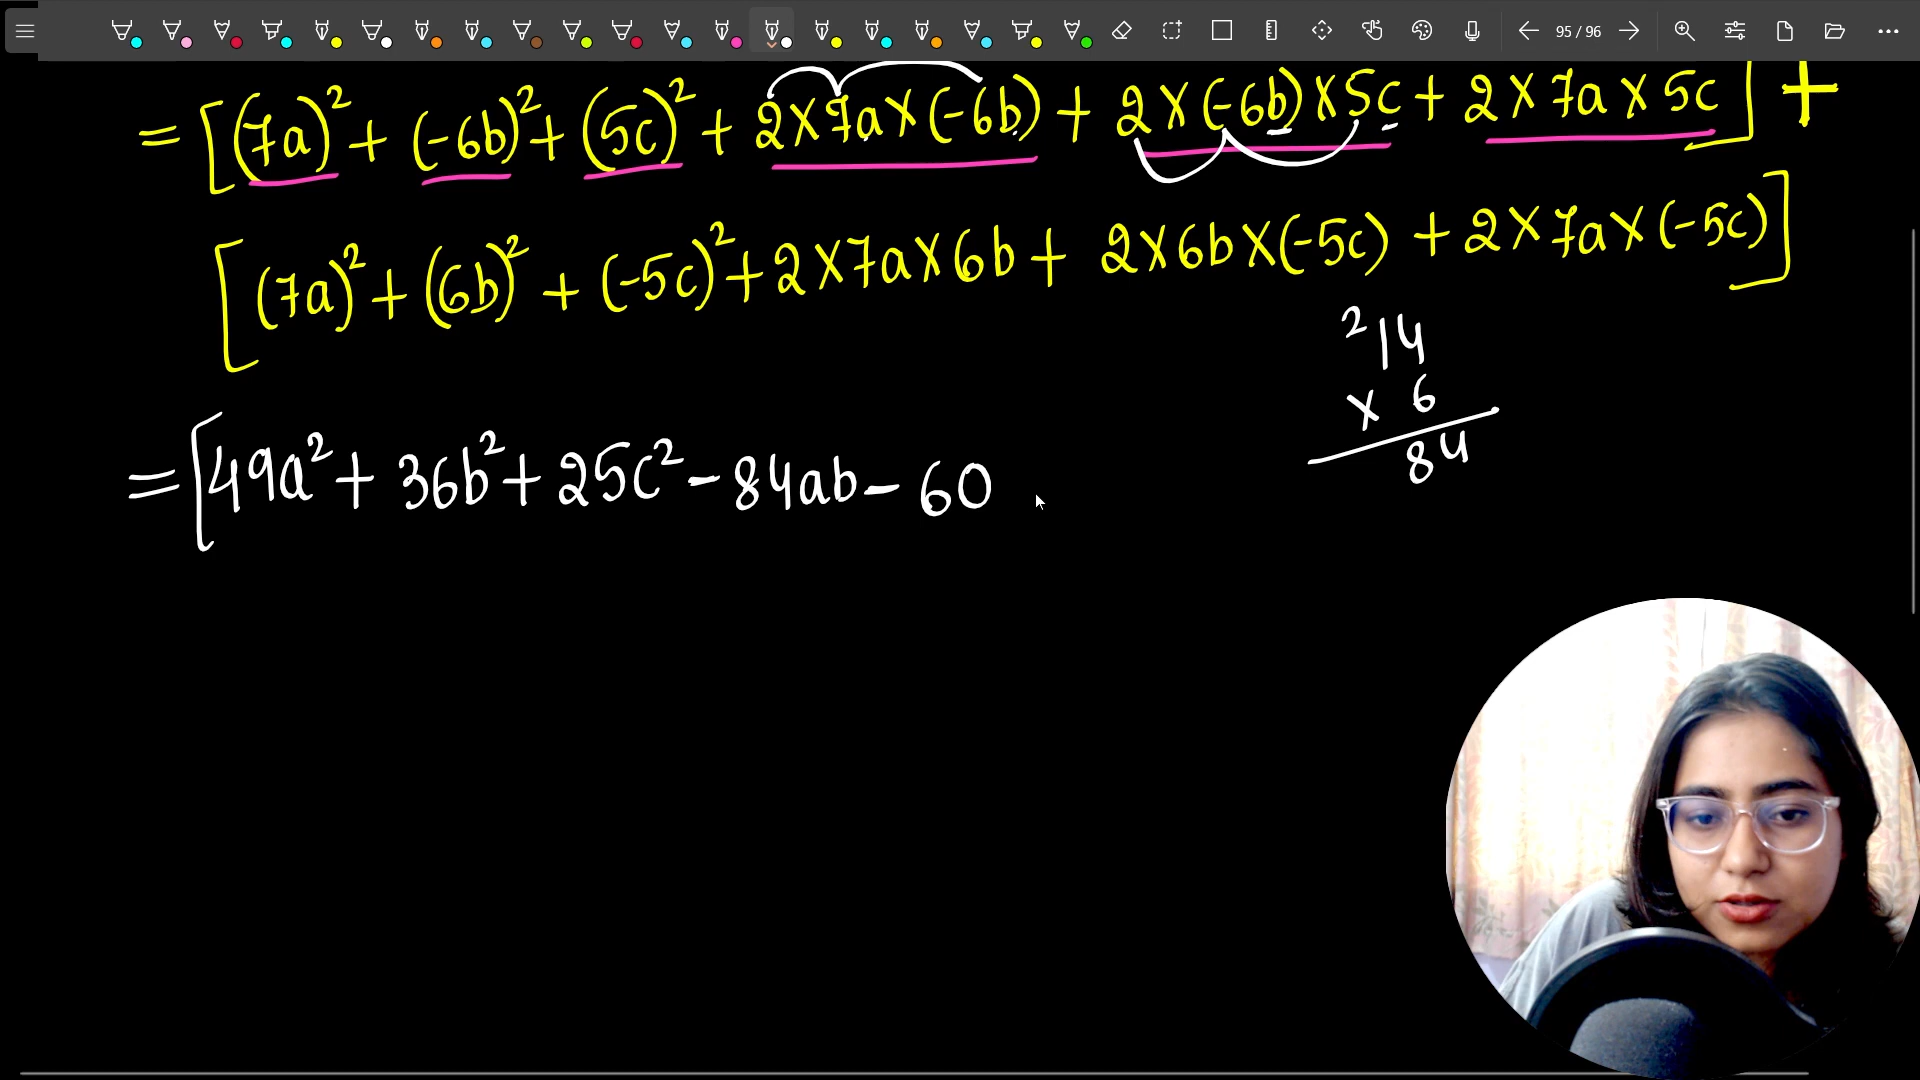 95 / 96
= [(7a)² + (-6b)² + (5c)² + 2×7a×(-6b) + 2×(-6b)×5c + 2×7a×5c] +
[(7a)² + (6b)² + (-5c)² + 2×7a×6b + 2×6b×(-5c) + 2×7a×(-5c)]
²14
× 6
84
= [49a² + 36b² + 25c² - 84ab - 60